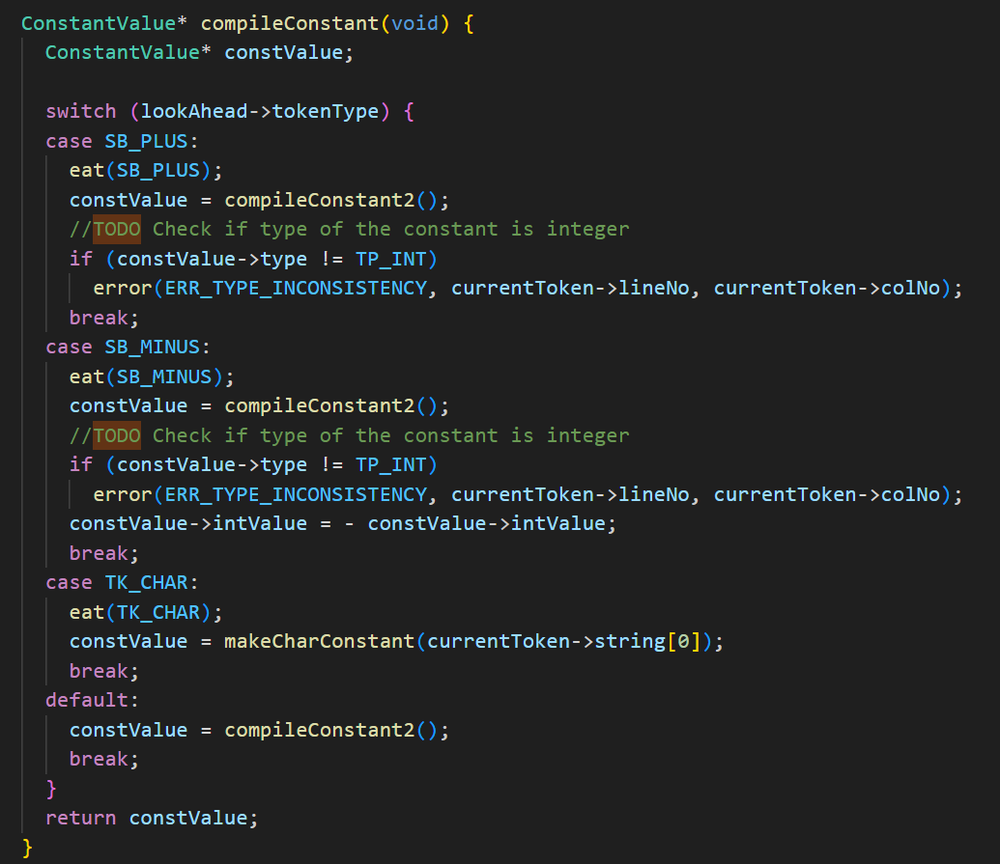 ConstantValue* compileConstant(void) {
  ConstantValue* constValue;

  switch (lookAhead->tokenType) {
  case SB_PLUS:
    eat(SB_PLUS);
    constValue = compileConstant2();
    //TODO Check if type of the constant is integer
    if (constValue->type != TP_INT)
      error(ERR_TYPE_INCONSISTENCY, currentToken->lineNo, currentToken->colNo);
    break;
  case SB_MINUS:
    eat(SB_MINUS);
    constValue = compileConstant2();
    //TODO Check if type of the constant is integer
    if (constValue->type != TP_INT)
      error(ERR_TYPE_INCONSISTENCY, currentToken->lineNo, currentToken->colNo);
    constValue->intValue = - constValue->intValue;
    break;
  case TK_CHAR:
    eat(TK_CHAR);
    constValue = makeCharConstant(currentToken->string[0]);
    break;
  default:
    constValue = compileConstant2();
    break;
  }
  return constValue;
}